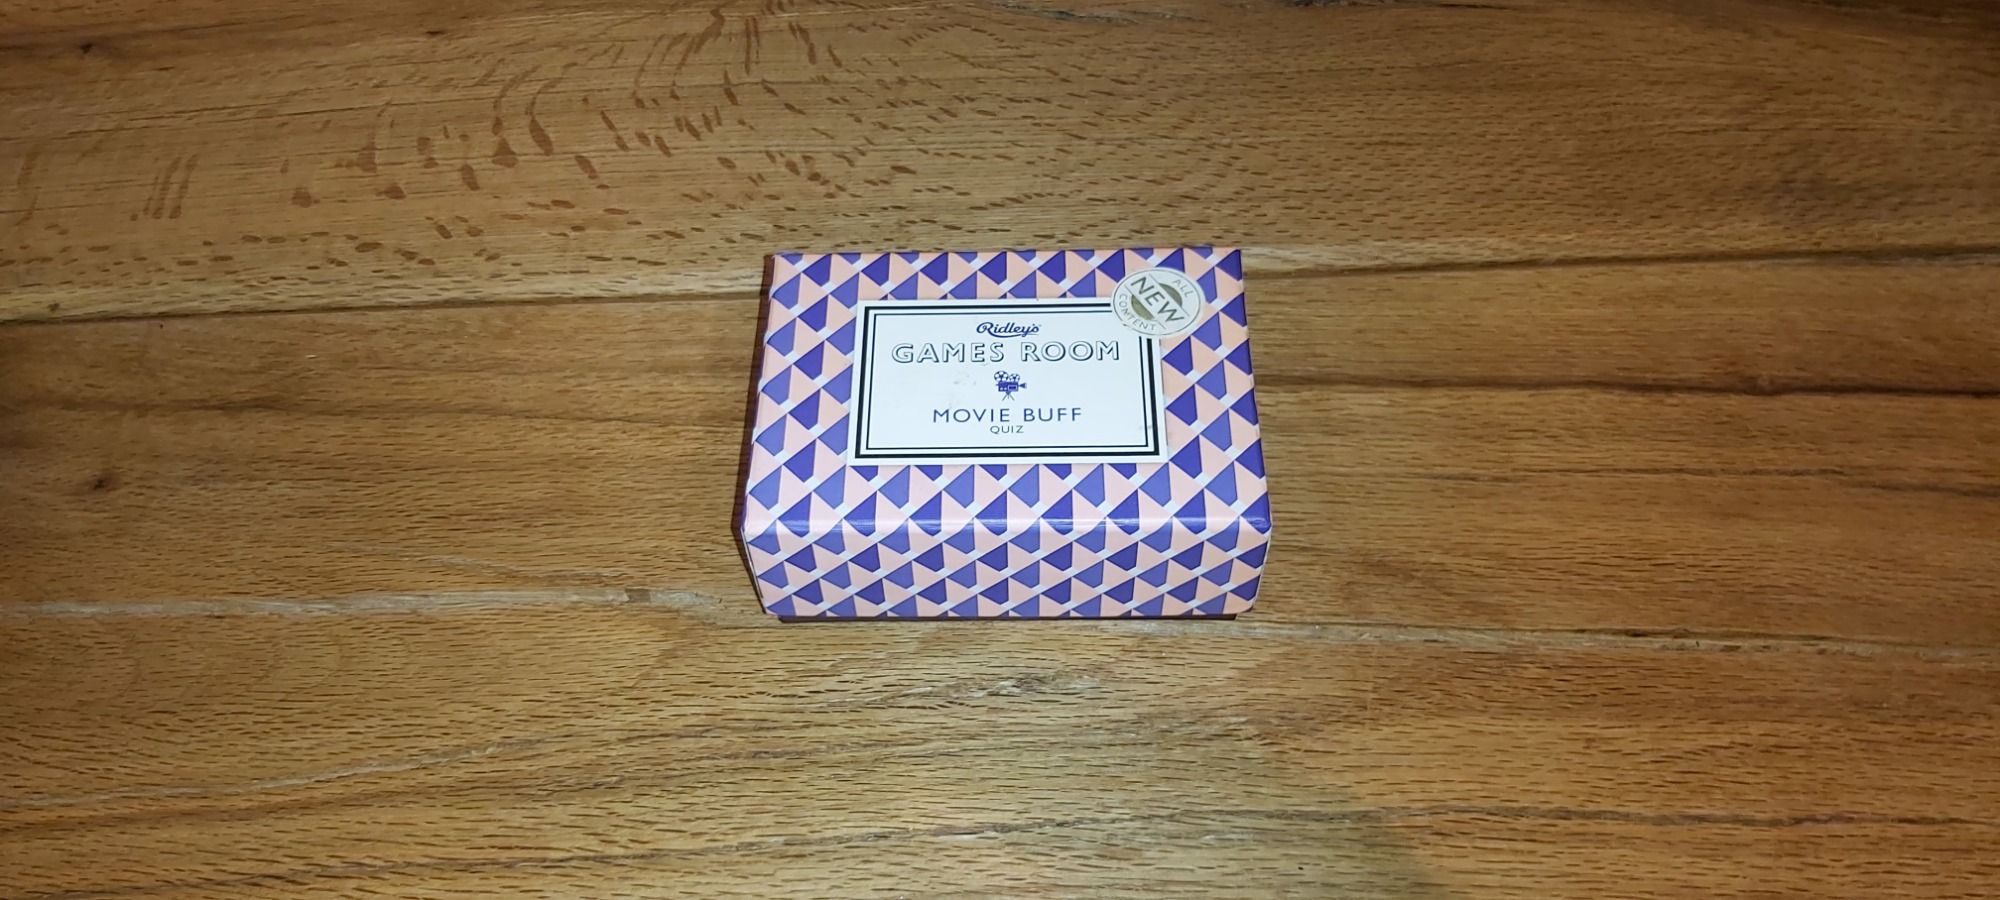 Ridley's
GAMES ROOM
MOVIE BUFF
QUIZ
ALL
NEW
CONTENT